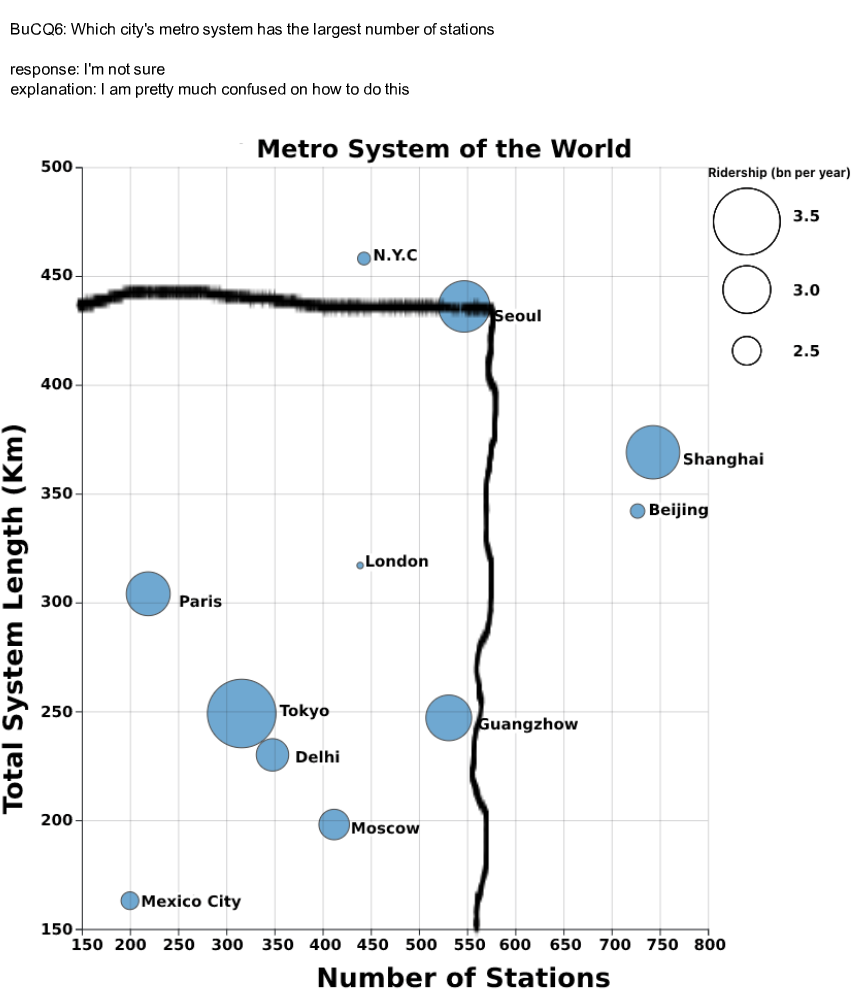 BuCQ6: Which city's metro system has the largest number of stations
response: I'm not sure
explanation: I am pretty much confused on how to do this
Metro System of the World
Ridership (bn per year)
3.5
3.0
2.5
500
450
400
350
300
250
200
150
Total System Length (Km)
N.Y.C
Seoul
Shanghai
Beijing
London
Paris
Tokyo
Guangzhow
Delhi
Moscow
Mexico City
150 200 250 300 350 400 450 500 550 600 650 700 750 800
Number of Stations